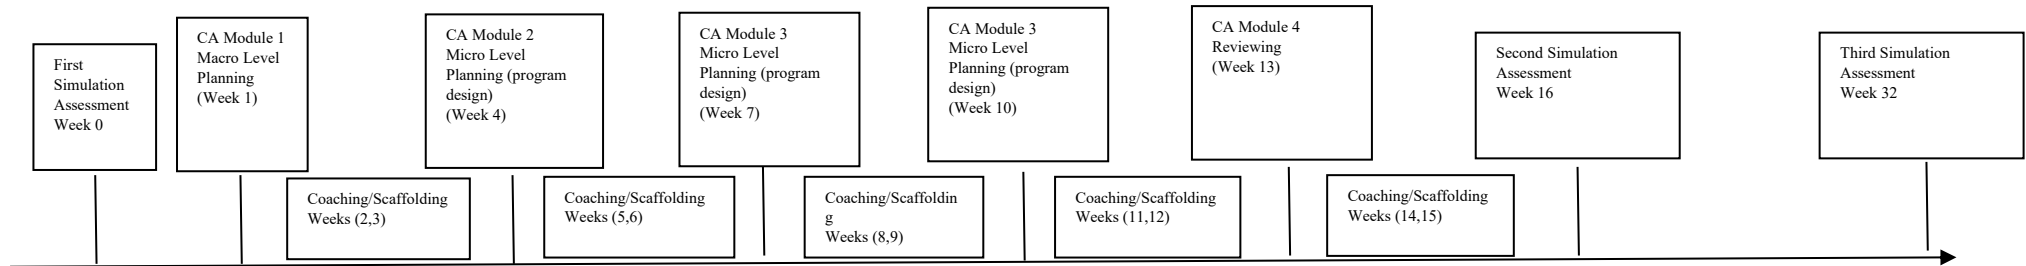 First
Simulation
Assessment
Week 0
CA Module 1
Macro Level
Planning
(Week 1)
CA Module 2
Micro Level
Planning (program
design)
(Week 4)
CA Module 3
Micro Level
Planning (program
design)
(Week 7)
CA Module 3
Micro Level
Planning (program
design)
(Week 10)
CA Module 4
Reviewing
(Week 13)
Second Simulation
Assessment
Week 16
Third Simulation
Assessment
Week 32
Coaching/Scaffolding
Weeks (2,3)
Coaching/Scaffolding
Weeks (5,6)
Coaching/Scaffoldin
g
Weeks (8,9)
Coaching/Scaffolding
Weeks (11,12)
Coaching/Scaffolding
Weeks (14,15)